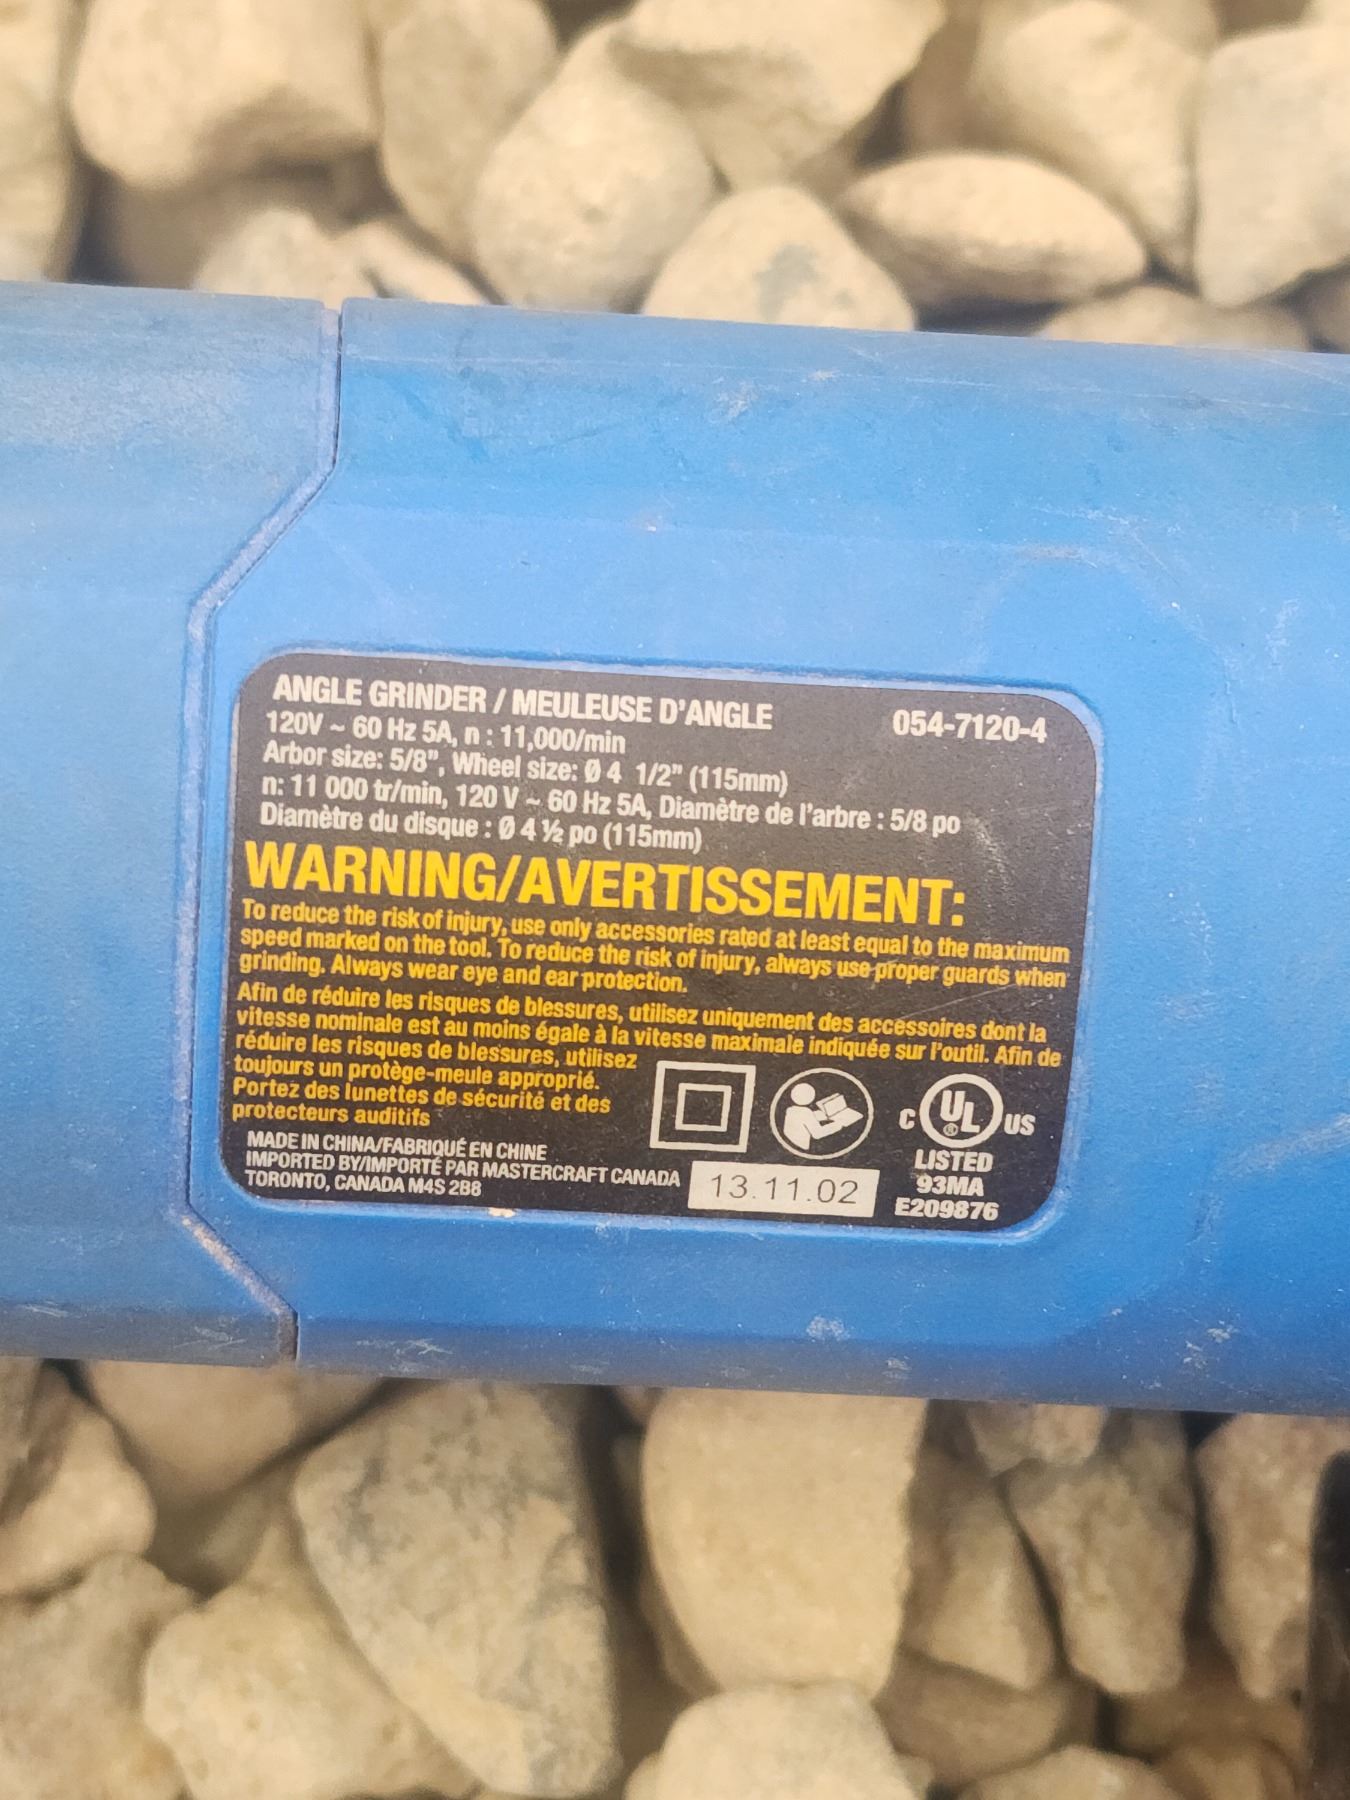 ANGLE GRINDER / MEULEUSE D'ANGLE 054-7120-4
120V ~ 60 Hz 5A, n : 11,000/min
Arbor size: 5/8", Wheel size: Ø 4 1/2" (115mm)
n: 11 000 tr/min, 120 V ~ 60 Hz 5A, Diamètre de l'arbre : 5/8 po
Diamètre du disque : Ø 4 ½ po (115mm)
WARNING/AVERTISSEMENT:
To reduce the risk of injury, use only accessories rated at least equal to the maximum
speed marked on the tool. To reduce the risk of injury, always use proper guards when
grinding. Always wear eye and ear protection.
Afin de réduire les risques de blessures, utilisez uniquement des accessoires dont la
vitesse nominale est au moins égale à la vitesse maximale indiquée sur l'outil. Afin de
réduire les risques de blessures, utilisez
toujours un protège-meule approprié.
Portez des lunettes de sécurité et des
protecteurs auditifs
MADE IN CHINA/FABRIQUÉ EN CHINE
IMPORTED BY/IMPORTÉ PAR MASTERCRAFT CANADA
TORONTO, CANADA M4S 2B8
13.11.02
C UL ® US
LISTED
93MA
E209876